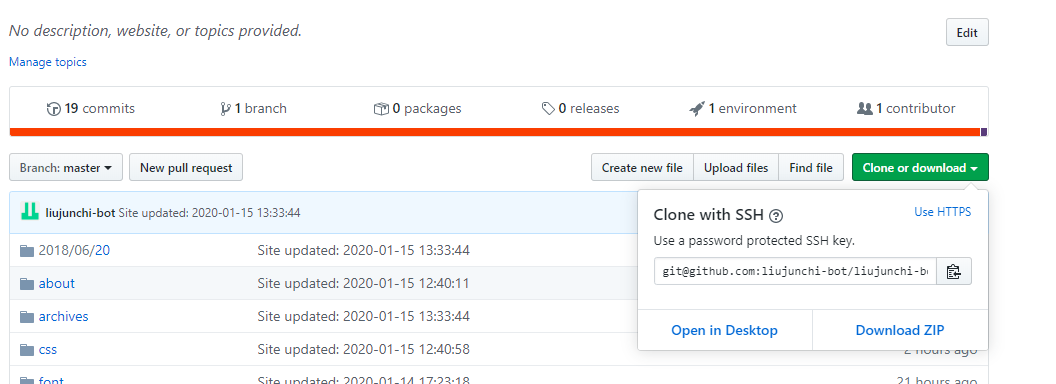 No description, website, or topics provided.
Edit
Manage topics
19 commits 1 branch 0 packages 0 releases 1 environment 1 contributor
Branch: master New pull request Create new file Upload files Find file Clone or download
liujunchi-bot Site updated: 2020-01-15 13:33:44
Clone with SSH Use HTTPS
Use a password protected SSH key.
git@github.com:liujunchi-bot/liujunchi-b
Open in Desktop Download ZIP
2018/06/20 Site updated: 2020-01-15 13:33:44
about Site updated: 2020-01-15 12:40:11
archives Site updated: 2020-01-15 13:33:44
css Site updated: 2020-01-15 12:40:58 2 hours ago
font Site updated: 2020-01-14 17:23:18 21 hours ago